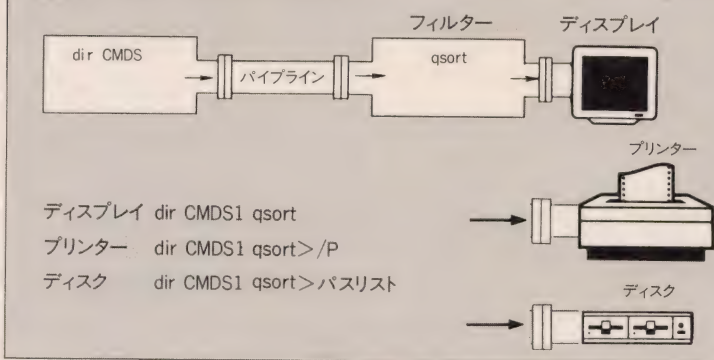 フィルター ディスプレイ
dir CMDS パイプライン qsort
プリンター
ディスプレイ dir CMDS1 qsort
プリンター dir CMDS1 qsort>/P
ディスク dir CMDS1 qsort>パスリスト
ディスク